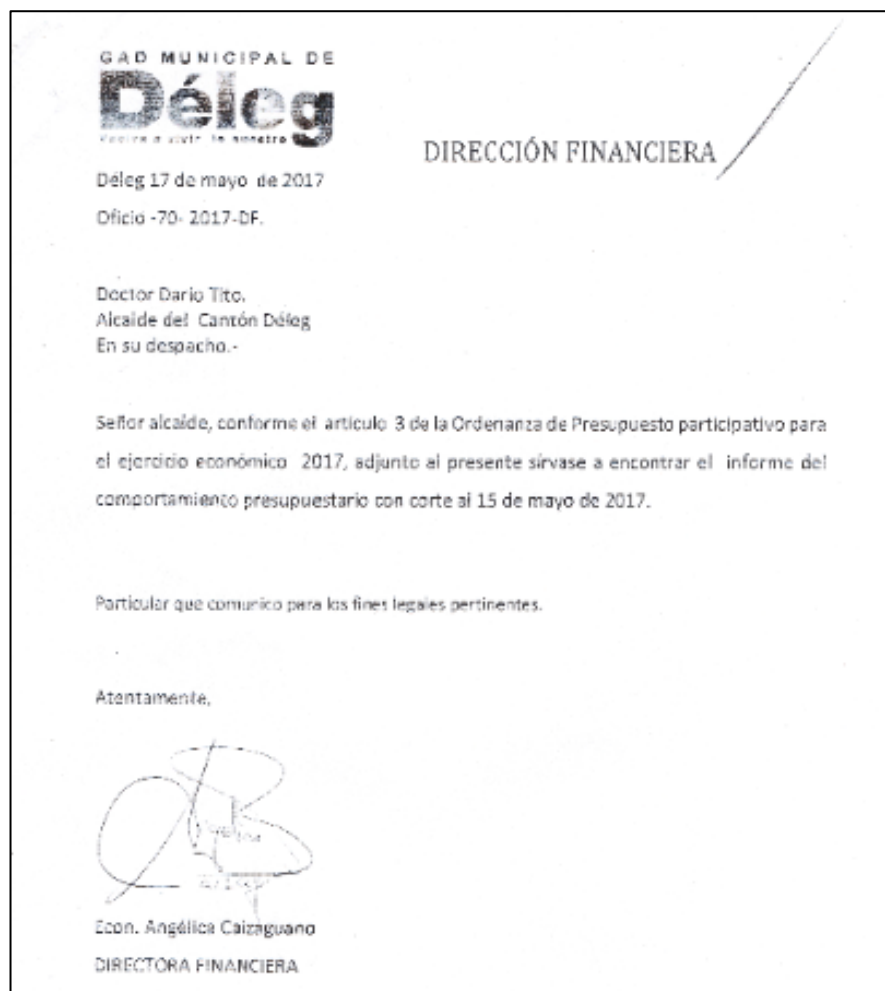 GAD MUNICIPAL DE
Déleg
DIRECCIÓN FINANCIERA
Déleg 17 de mayo de 2017
Oficio -70- 2017-DF.
Doctor Dario Tito.
Alcalde del Cantón Déleg
En su despacho.-
Señor alcalde, conforme el artículo 3 de la Ordenanza de Presupuesto participativo para
el ejercicio económico 2017, adjunto al presente sírvase a encontrar el informe del
comportamiento presupuestario con corte al 15 de mayo de 2017.
Particular que comunico para los fines legales pertinentes.
Atentamente,
Econ. Angélica Caizaguano
DIRECTORA FINANCIERA